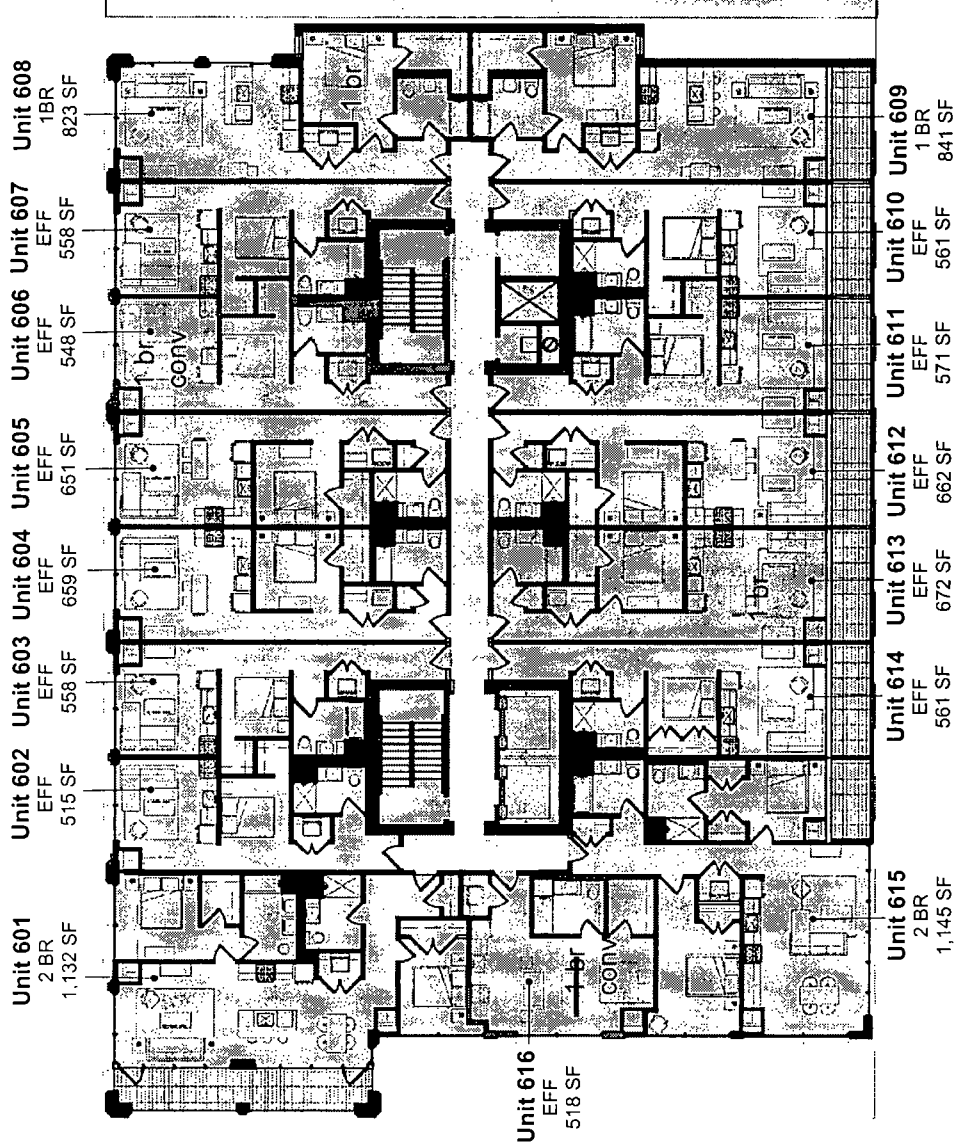 Unit 601
2 BR
1,132 SF
Unit 602
EFF
515 SF
Unit 603
EFF
558 SF
Unit 604
EFF
659 SF
Unit 605
EFF
651 SF
Unit 606
EFF
548 SF
Unit 607
EFF
558 SF
Unit 608
1BR
823 SF
1 br
conv
1 br
1 br
1 br
conv
Unit 616
EFF
518 SF
Unit 615
2 BR
1,145 SF
Unit 614
EFF
561 SF
Unit 613
EFF
672 SF
Unit 612
EFF
662 SF
Unit 611
EFF
571 SF
Unit 610
EFF
561 SF
Unit 609
1 BR
841 SF